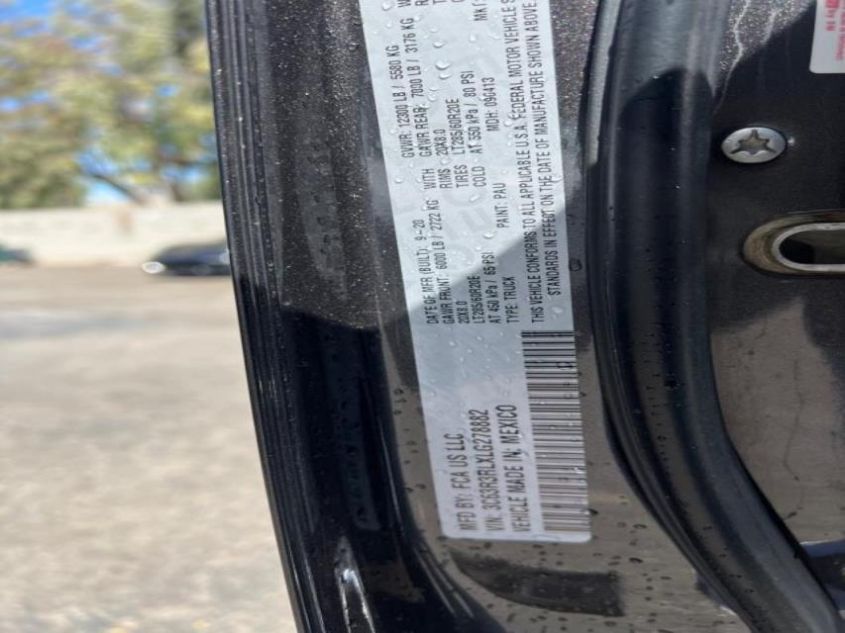 MFD BY: FCA US LLC
DATE OF MFR (BUILT): 9-20
GVWR: 12300 LB / 5580 KG
VIN: 3C63R3RLXLG278882
GAWR FRONT: 6000 LB / 2722 KG
WITH
GAWR REAR: 7000 LB / 3176 KG
VEHICLE MADE IN: MEXICO
20X8.0
RIMS
20X8.0
LT285/60R20E
TIRES
LT285/60R20E
AT 450 kPa / 65 PSI
COLD
AT 550 kPa / 80 PSI
TYPE: TRUCK
PAINT: PAU
MDH: 090413
THIS VEHICLE CONFORMS TO ALL APPLICABLE U.S.A. FEDERAL MOTOR VEHICLE
STANDARDS IN EFFECT ON THE DATE OF MANUFACTURE SHOWN ABOVE.